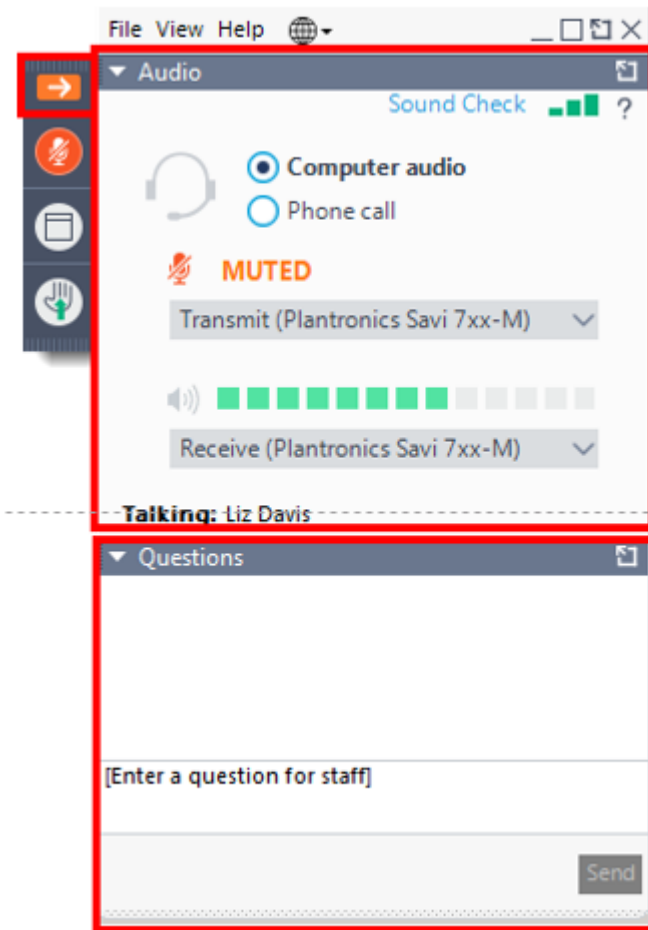 File View Help
Audio
Sound Check ?
Computer audio
Phone call
MUTED
Transmit (Plantronics Savi 7xx-M)
Receive (Plantronics Savi 7xx-M)
Talking: Liz Davis
Questions
[Enter a question for staff]
Send